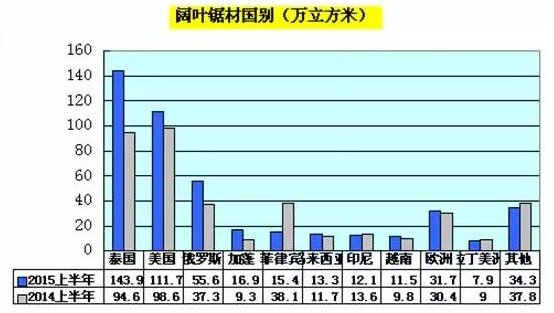 阔叶锯材国别（万立方米）
160
140
120
100
80
60
40
20
0
泰国 美国 俄罗斯 加蓬 菲律宾 来西亚 印尼 越南 欧洲 拉丁美洲 其他
2015上半年 143.9 111.7 55.6 16.9 15.4 13.3 12.1 11.5 31.7 7.9 34.3
2014上半年 94.6 98.6 37.3 9.3 38.1 11.7 13.6 9.8 30.4 9 37.8